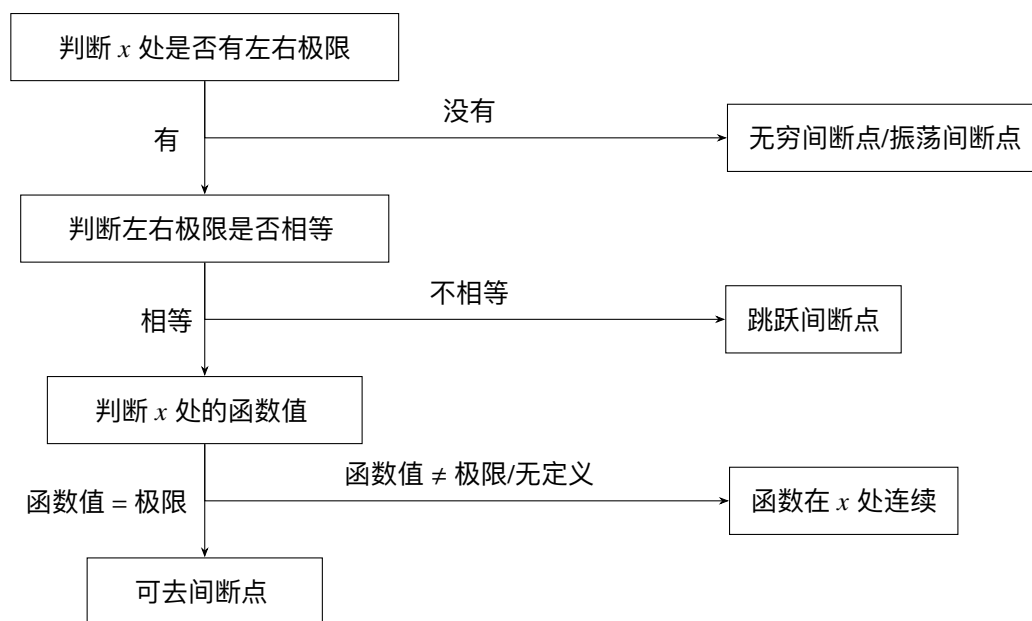 判断 x 处是否有左右极限
没有
有
无穷间断点/振荡间断点
判断左右极限是否相等
不相等
相等
跳跃间断点
判断 x 处的函数值
函数值 ≠ 极限/无定义
函数值 = 极限
函数在 x 处连续
可去间断点